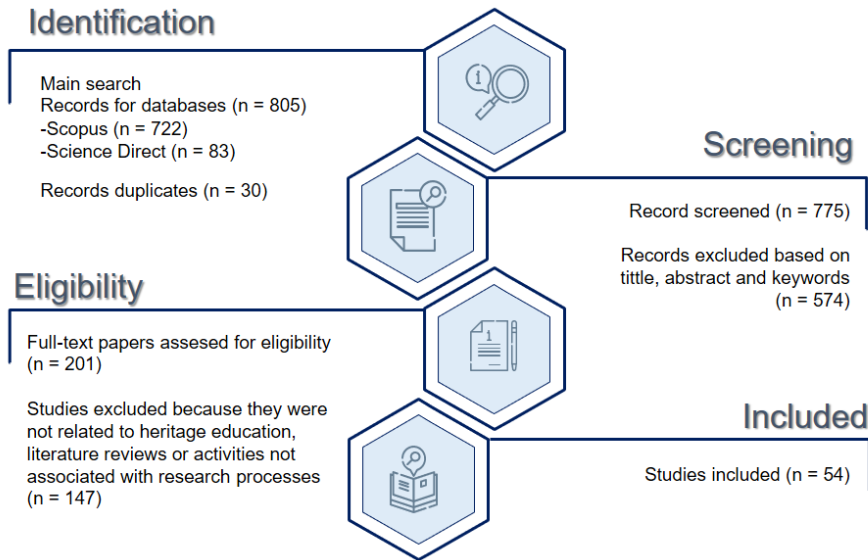 Identification
Main search
Records for databases (n = 805)
-Scopus (n = 722)
-Science Direct (n = 83)
Records duplicates (n = 30)
Screening
Record screened (n = 775)
Records excluded based on
tittle, abstract and keywords
(n = 574)
Eligibility
Full-text papers assesed for eligibility
(n = 201)
Studies excluded because they were
not related to heritage education,
literature reviews or activities not
associated with research processes
(n = 147)
Included
Studies included (n = 54)